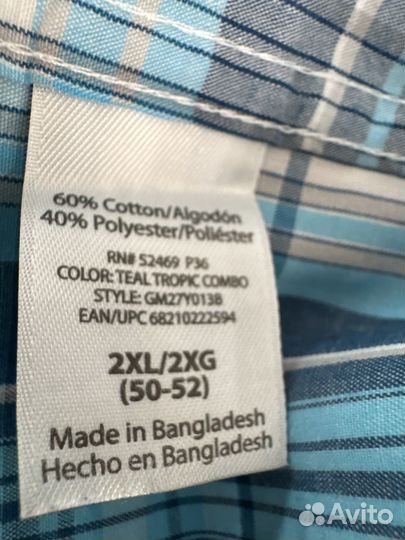 60% Cotton/Algodón
40% Polyester/Poliéster
RN# 52469 P36
COLOR: TEAL TROPIC COMBO
STYLE: GM27Y013B
EAN/UPC 68210222594
2XL/2XG
(50-52)
Made in Bangladesh
Hecho en Bangladesh
Avito